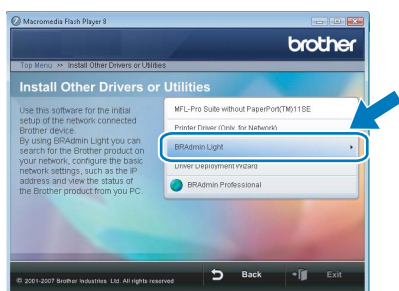 Macromedia Flash Player 8
brother
Top Menu >> Install Other Drivers or Utilities
Install Other Drivers or Utilities
Use this software for the initial
setup of the network connected
Brother device.
By using BRAdmin Light you can
search for the Brother product on
your network, configure the basic
network settings, such as the IP
address and view the status of
the Brother product from you PC.
MFL-Pro Suite without PaperPort(TM)11SE
Printer Driver (Only for Network)
BRAdmin Light
Driver Deployment Wizard
BRAdmin Professional
© 2001-2007 Brother Industries Ltd. All rights reserved
Back
Exit